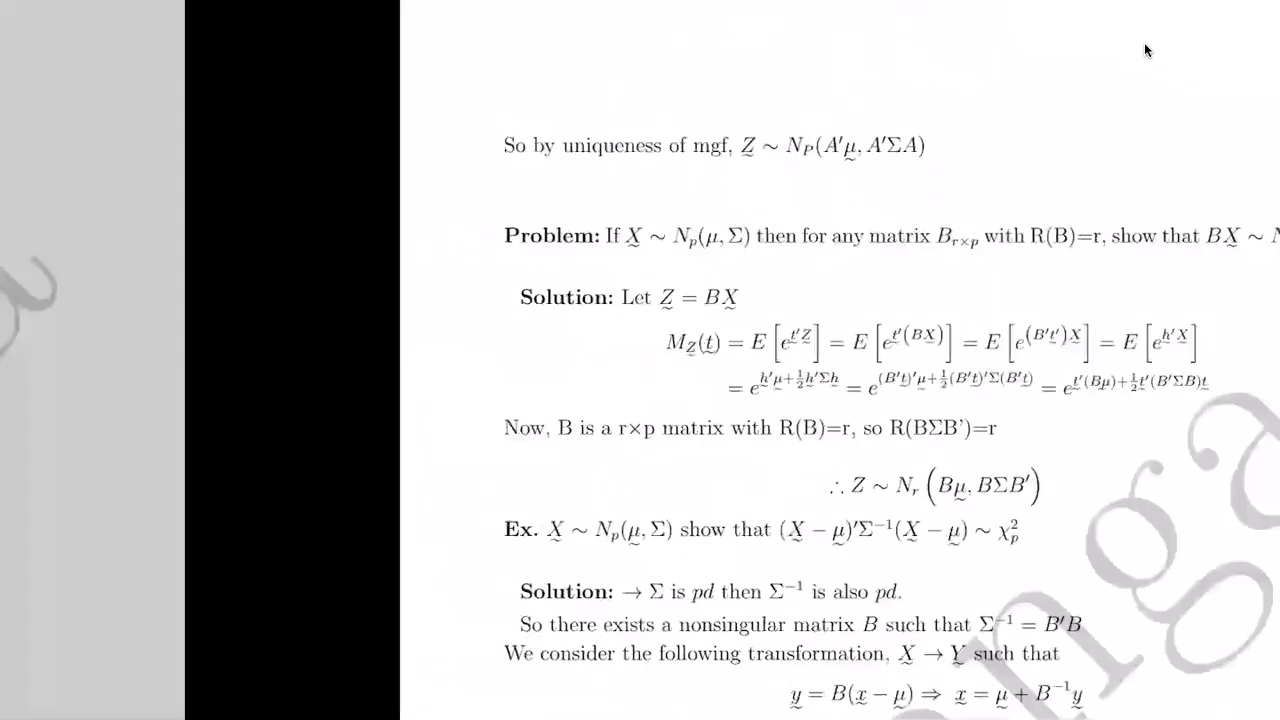 So by uniqueness of mgf, Z̰ ∼ N_P(A′μ̰, A′ΣA)
Problem: If X̰ ∼ N_p(μ, Σ) then for any matrix B_{r×p} with R(B)=r, show that BX̰ ∼
Solution: Let Z̰ = BX̰
M_Z̰(t̰) = E[e^{t̰′Z̰}] = E[e^{t̰′(BX̰)}] = E[e^{(B′t̰′)X̰}] = E[e^{h̰′X̰}]
= e^{h̰′μ̰+½h̰′Σh̰} = e^{(B′t̰)′μ̰+½(B′t̰)′Σ(B′t̰)} = e^{t̰′(Bμ̰)+½t̰′(B′ΣB)t̰}
Now, B is a r×p matrix with R(B)=r, so R(BΣB’)=r
∴ Z ∼ N_r (Bμ̰, BΣB′)
Ex. X̰ ∼ N_p(μ̰, Σ) show that (X̰ − μ̰)′Σ⁻¹(X̰ − μ̰) ∼ χ²_p
Solution: → Σ is pd then Σ⁻¹ is also pd.
So there exists a nonsingular matrix B such that Σ⁻¹ = B′B
We consider the following transformation, X̰ → Y̰ such that
y̰ = B(x̰ − μ̰) ⇒ x̰ = μ̰ + B⁻¹y̰